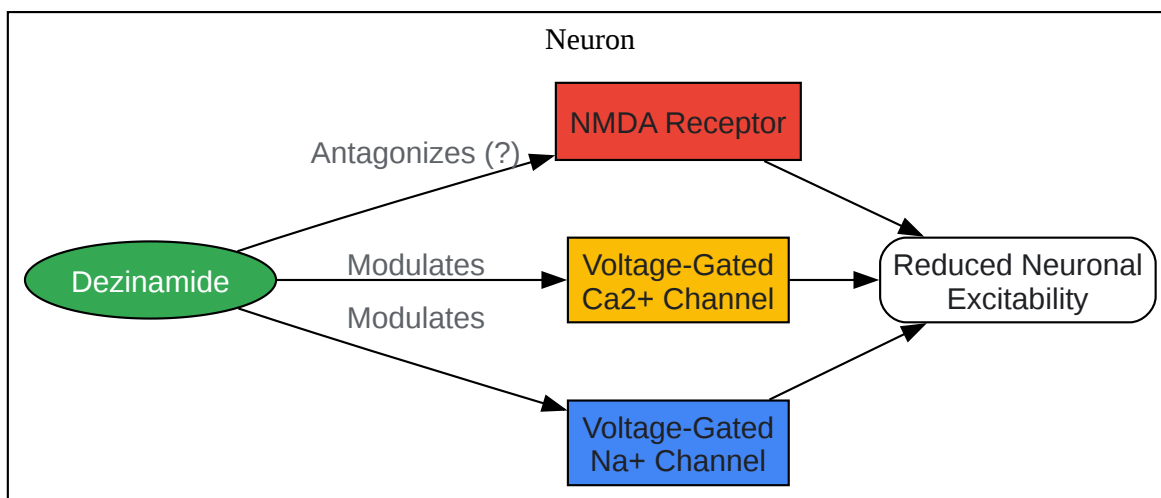 Neuron
NMDA Receptor
Antagonizes (?)
Dezinamide
Modulates
Modulates
Voltage-Gated
Ca2+ Channel
Reduced Neuronal
Excitability
Voltage-Gated
Na+ Channel